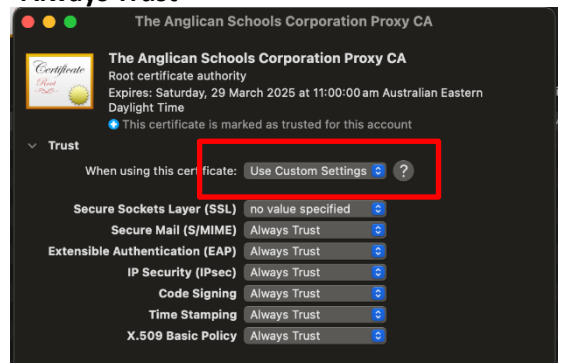 Always Trust
The Anglican Schools Corporation Proxy CA
Certificate
Root
The Anglican Schools Corporation Proxy CA
Root certificate authority
Expires: Saturday, 29 March 2025 at 11:00:00 am Australian Eastern
Daylight Time
This certificate is marked as trusted for this account
Trust
When using this certificate: Use Custom Settings ?
Secure Sockets Layer (SSL) no value specified
Secure Mail (S/MIME) Always Trust
Extensible Authentication (EAP) Always Trust
IP Security (IPsec) Always Trust
Code Signing Always Trust
Time Stamping Always Trust
X.509 Basic Policy Always Trust